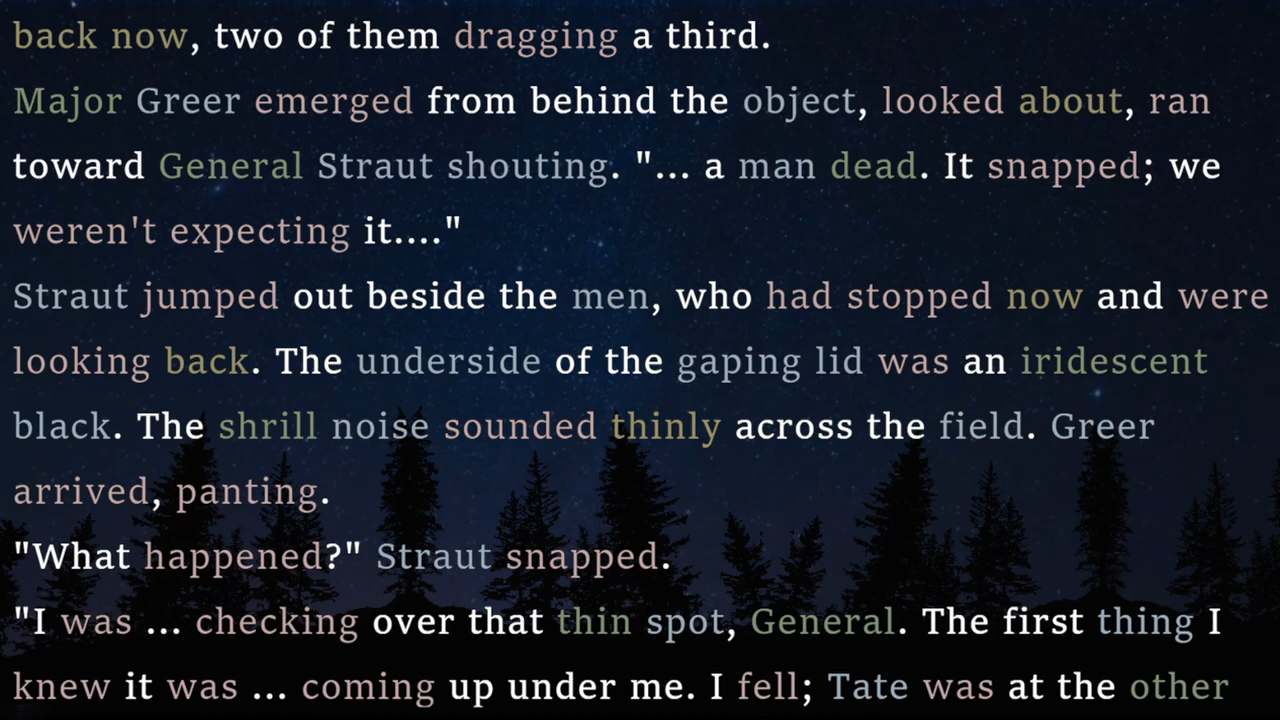 back now, two of them dragging a third.
Major Greer emerged from behind the object, looked about, ran
toward General Straut shouting. "... a man dead. It snapped; we
weren't expecting it...."
Straut jumped out beside the men, who had stopped now and were
looking back. The underside of the gaping lid was an iridescent
black. The shrill noise sounded thinly across the field. Greer
arrived, panting.
"What happened?" Straut snapped.
"I was ... checking over that thin spot, General. The first thing I
knew it was ... coming up under me. I fell; Tate was at the other